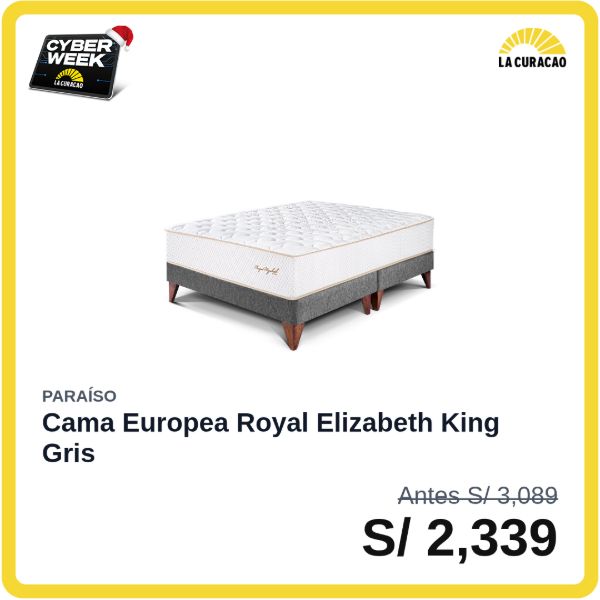 CYBER
WEEK
LA CURACAO
LA CURACAO
PARAÍSO
Cama Europea Royal Elizabeth King
Gris
Antes S/ 3,089
S/ 2,339